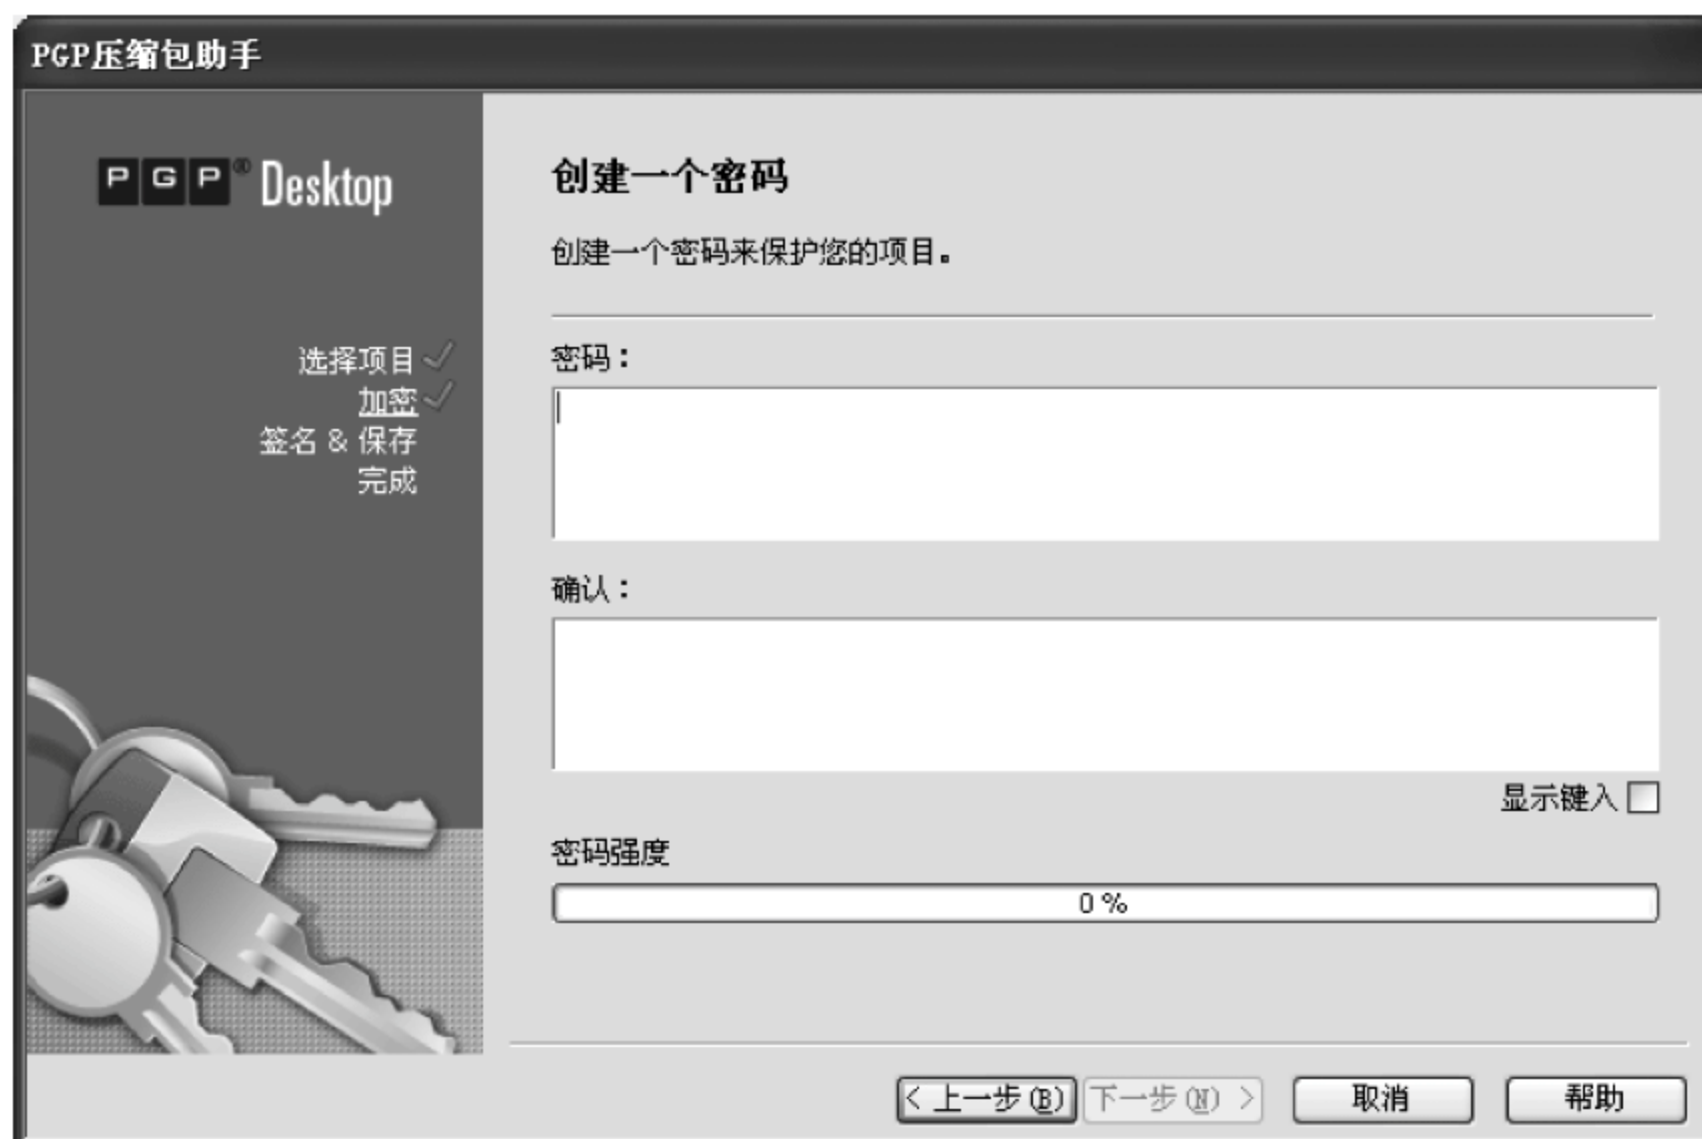 PGP压缩包助手
PGP® Desktop
选择项目
加密
签名 & 保存
完成
创建一个密码
创建一个密码来保护您的项目。
密码：
确认：
显示键入
密码强度
0 %
< 上一步(B)
下一步(N) >
取消
帮助